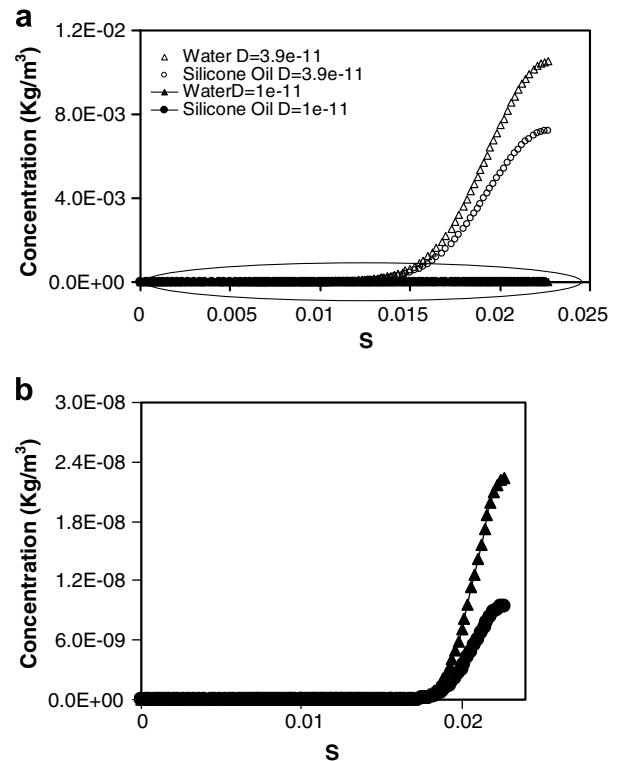 a
1.2E-02
8.0E-03
4.0E-03
0.0E+00
Concentration (Kg/m³)
Water D=3.9e-11
Silicone Oil D=3.9e-11
WaterD=1e-11
Silicone Oil D=1e-11
0 0.005 0.01 0.015 0.02 0.025
S
b
3.0E-08
2.4E-08
1.8E-08
1.2E-08
6.0E-09
0.0E+00
Concentration (Kg/m³)
0 0.01 0.02
S